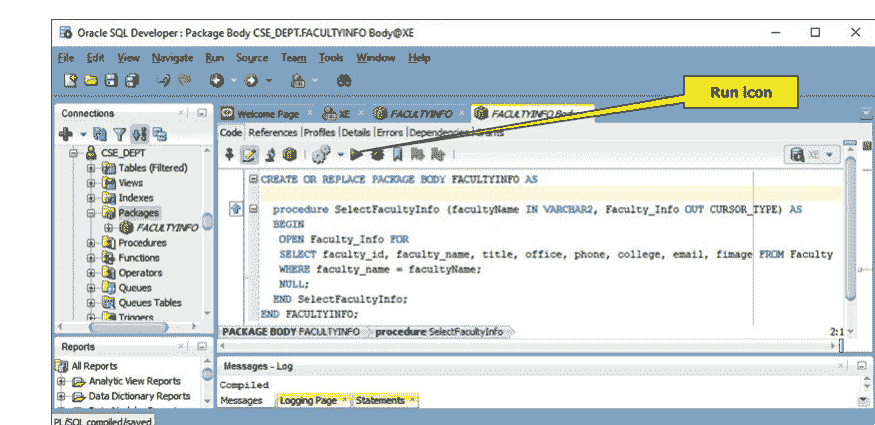 Oracle SQL Developer : Package Body CSE_DEPT.FACULTYINFO Body@XE
File Edit View Navigate Run Source Team Tools Window Help
Run icon
Connections
Welcome Page XE FACULTYINFO FACULTYINFO Body
Code References Profiles Details Errors Dependencies Grants
XE
CSE_DEPT
Tables (Filtered)
Views
Indexes
Packages
FACULTYINFO
Procedures
Functions
Operators
Queues
Queues Tables
Triggers
CREATE OR REPLACE PACKAGE BODY FACULTYINFO AS
procedure SelectFacultyInfo (facultyName IN VARCHAR2, Faculty_Info OUT CURSOR_TYPE) AS
BEGIN
OPEN Faculty_Info FOR
SELECT faculty_id, faculty_name, title, office, phone, college, email, fimage FROM Faculty
WHERE faculty_name = facultyName;
NULL;
END SelectFacultyInfo;
END FACULTYINFO;
PACKAGE BODY FACULTYINFO procedure SelectFacultyInfo 2:1
Reports
All Reports
Analytic View Reports
Data Dictionary Reports
Messages - Log
Compiled
Messages Logging Page Statements
PL/SQL compiled/saved